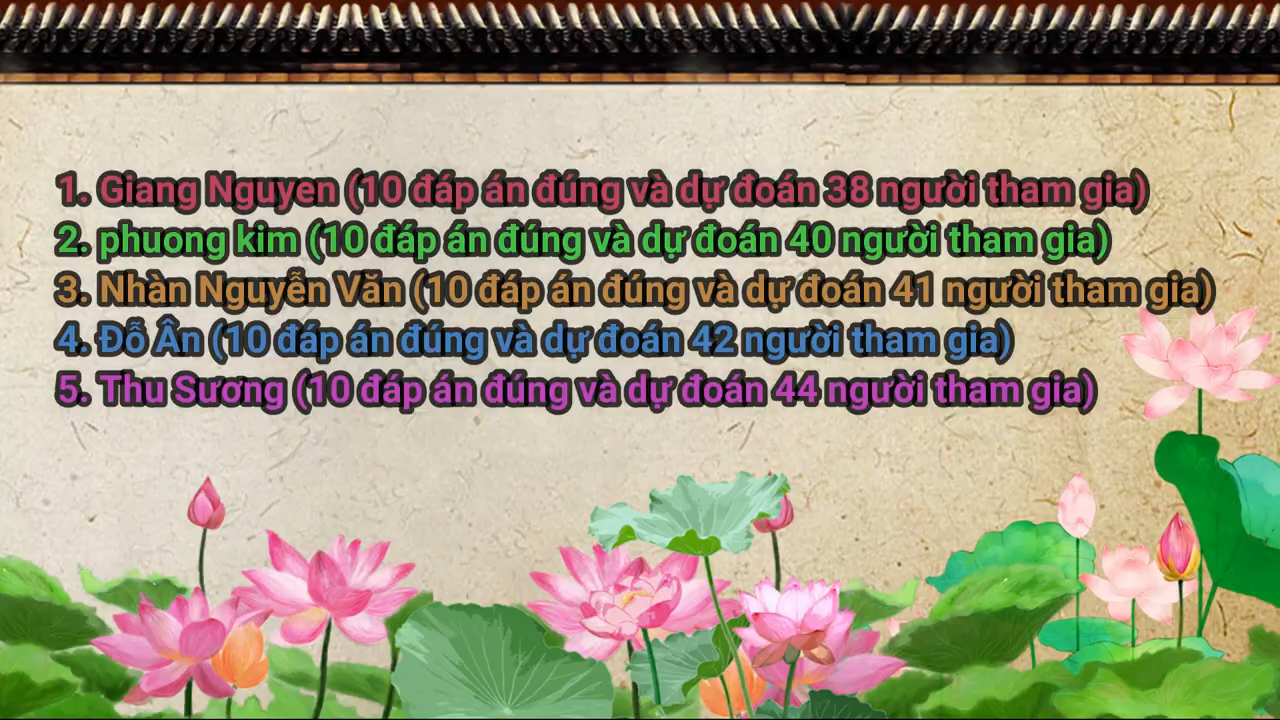 1. Giang Nguyen (10 đáp án đúng và dự đoán 38 người tham gia)
2. phuong kim (10 đáp án đúng và dự đoán 40 người tham gia)
3. Nhàn Nguyễn Văn (10 đáp án đúng và dự đoán 41 người tham gia)
4. Đỗ Ân (10 đáp án đúng và dự đoán 42 người tham gia)
5. Thu Sương (10 đáp án đúng và dự đoán 44 người tham gia)